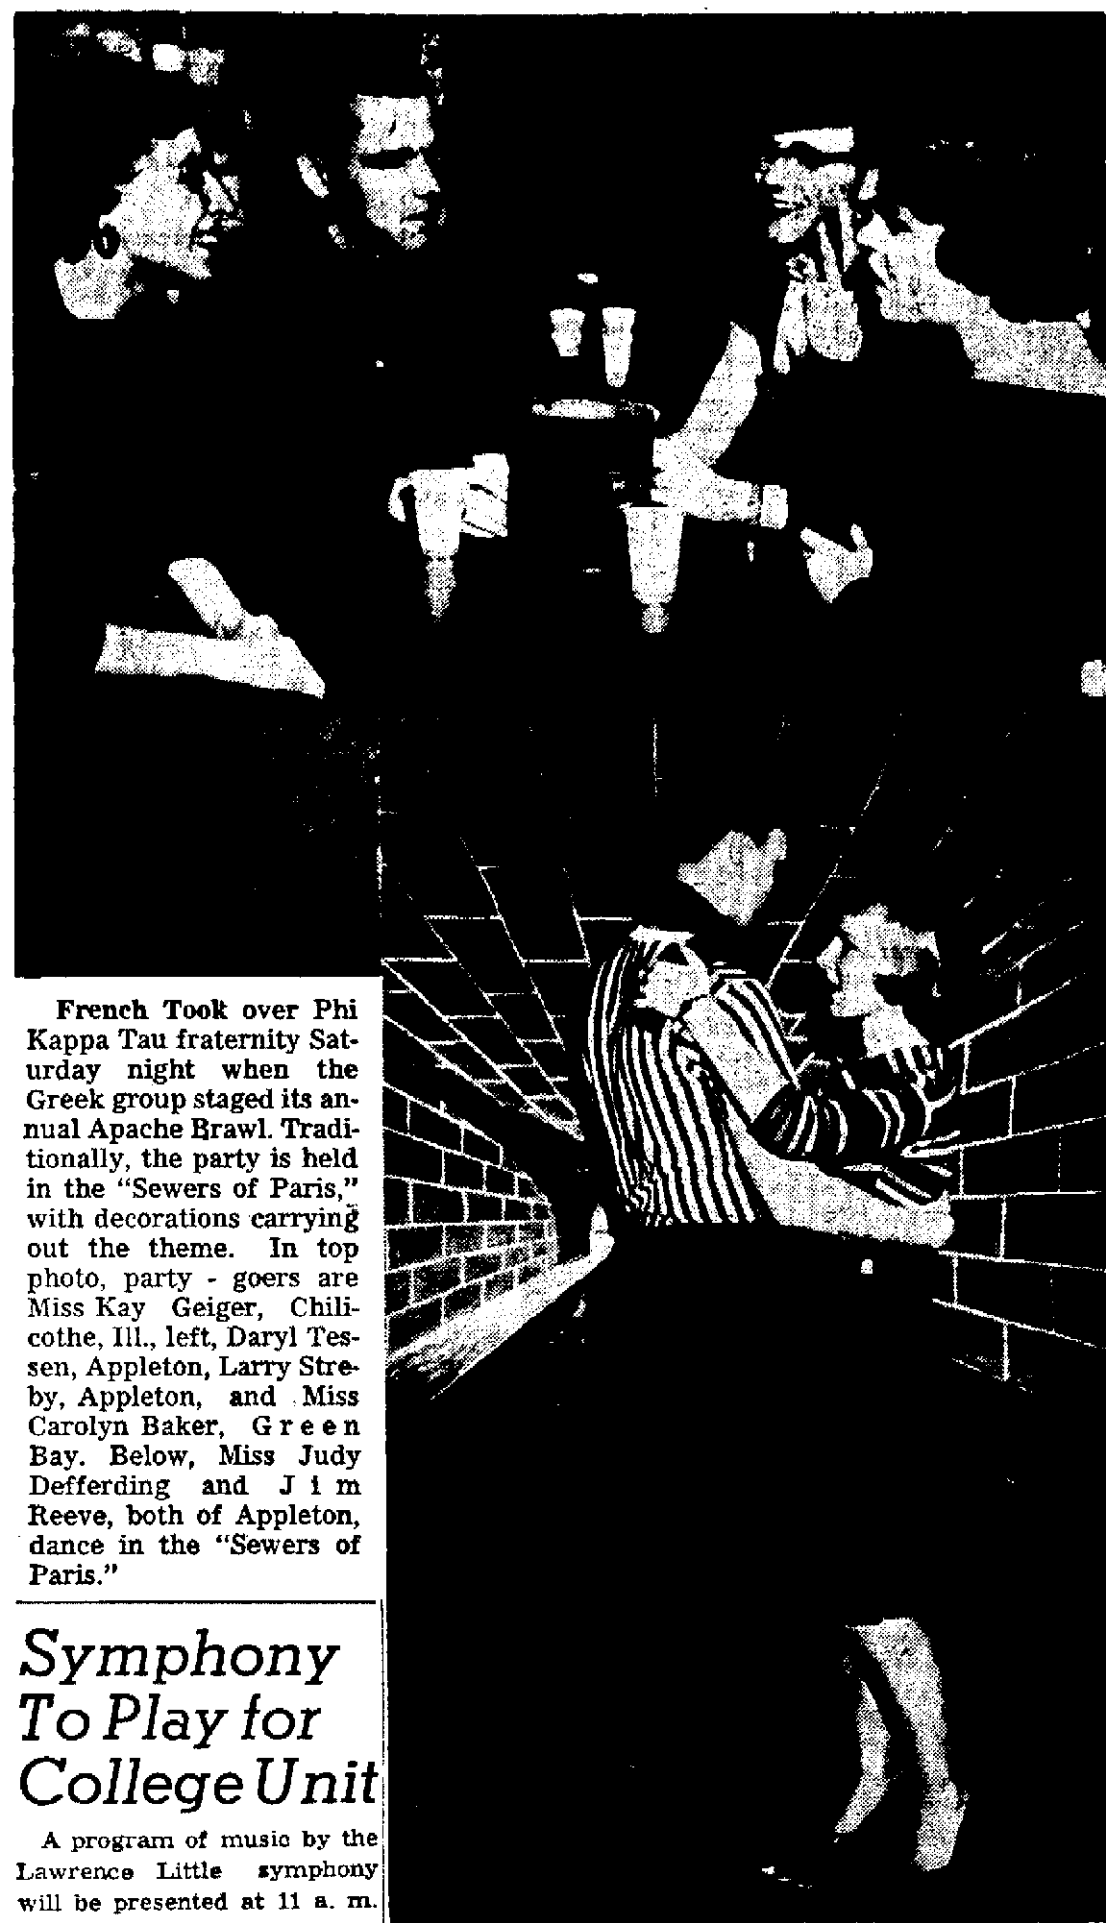 French Took over Phi
Kappa Tau fraternity Sat-
urday night when the
Greek group staged its an-
nual Apache Brawl. Tradi-
tionally, the party is held
in the “Sewers of Paris,”
with decorations carrying
out the theme. In top
photo, party - goers are
Miss Kay Geiger, Chili-
cothe, Ill., left, Daryl Tes-
sen, Appleton, Larry Stre-
by, Appleton, and Miss
Carolyn Baker, Green
Bay. Below, Miss Judy
Defferding and Jim
Reeve, both of Appleton,
dance in the “Sewers of
Paris.”
Symphony
To Play for
College Unit
A program of music by the
Lawrence Little symphony
will be presented at 11 a. m.